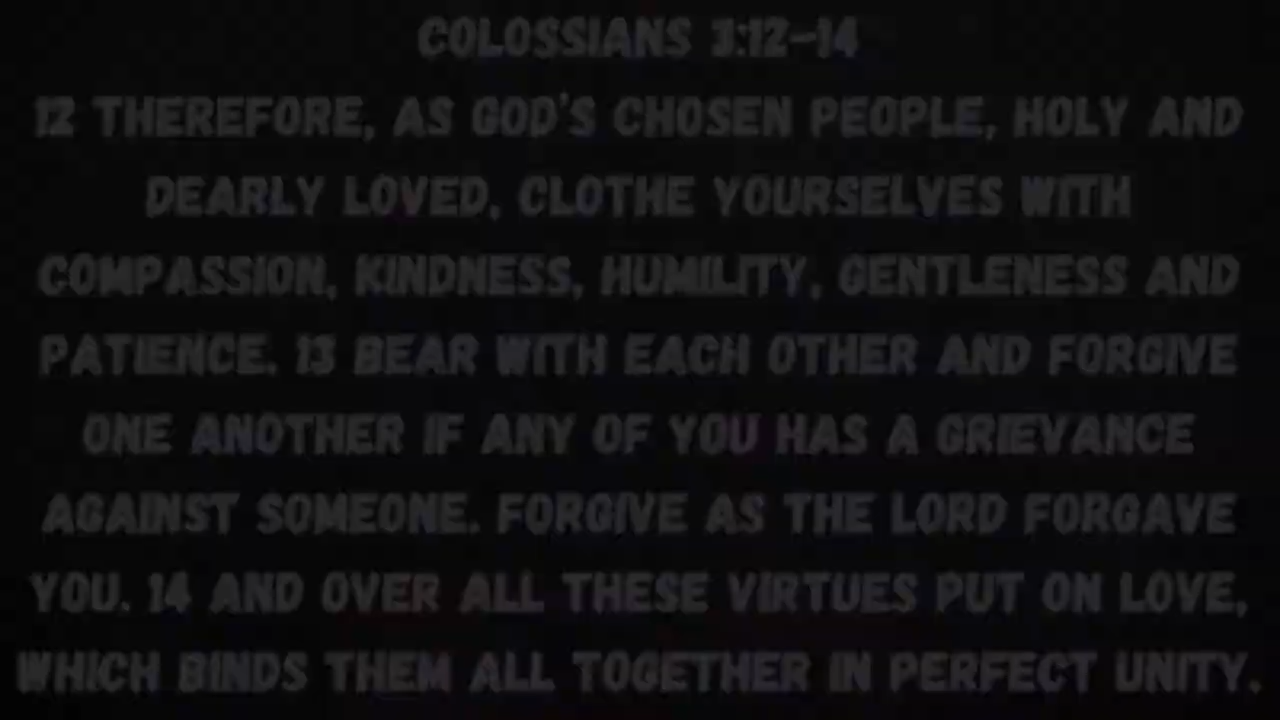 COLOSSIANS 3:12–14
12 THEREFORE, AS GOD'S CHOSEN PEOPLE, HOLY AND
DEARLY LOVED, CLOTHE YOURSELVES WITH
COMPASSION, KINDNESS, HUMILITY, GENTLENESS AND
PATIENCE. 13 BEAR WITH EACH OTHER AND FORGIVE
ONE ANOTHER IF ANY OF YOU HAS A GRIEVANCE
AGAINST SOMEONE. FORGIVE AS THE LORD FORGAVE
YOU. 14 AND OVER ALL THESE VIRTUES PUT ON LOVE,
WHICH BINDS THEM ALL TOGETHER IN PERFECT UNITY.